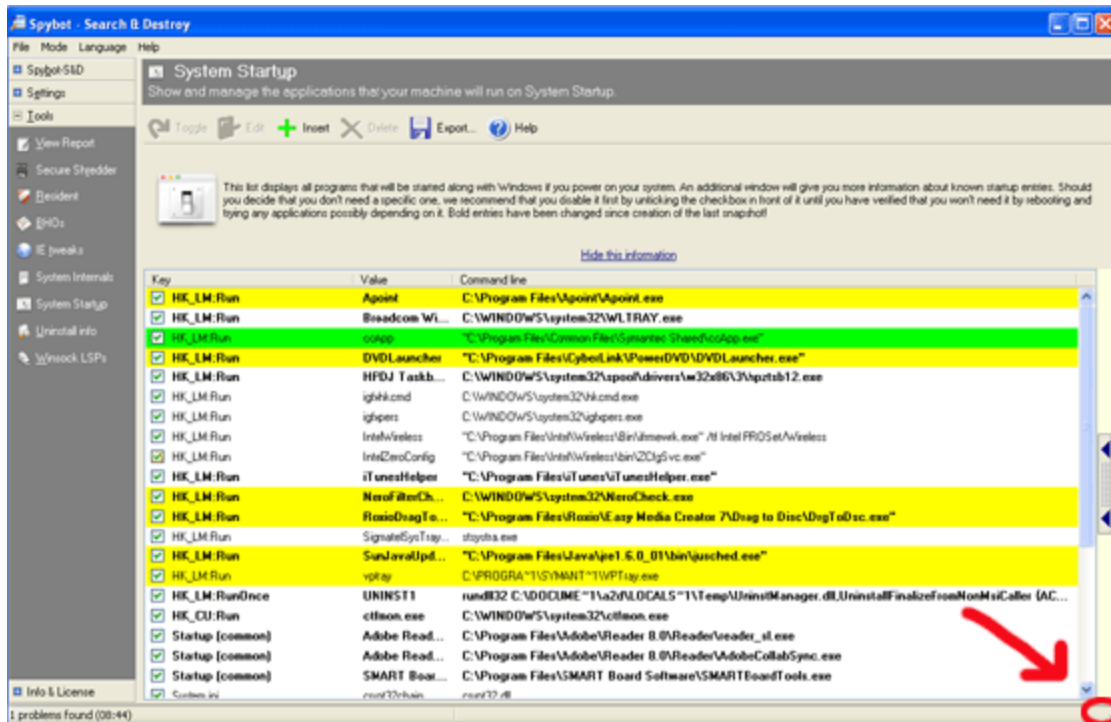 Spybot - Search & Destroy
File Mode Language Help
Spybot-S&D
Settings
Tools
View Report
Secure Shredder
Resident
BHOs
IE tweaks
System Internals
System Startup
Uninstall info
Winsock LSPs
Info & License
System Startup
Show and manage the applications that your machine will run on System Startup.
Toggle Edit Insert Delete Export... Help
This list displays all programs that will be started along with Windows if you power on your system. An additional window will give you more information about known startup entries. Should
you decide that you don't need a specific one, we recommend that you disable it first by unticking the checkbox in front of it until you have verified that you won't need it by rebooting and
trying any applications possibly depending on it. Bold entries have been changed since creation of the last snapshot!
Hide this information
Key Value Command line
HK_LM:Run Apoint C:\Program Files\Apoint\Apoint.exe
HK_LM:Run Broadcom Wi... C:\WINDOWS\system32\WLTRAY.exe
HK_LM:Run ccApp "C:\Program Files\Common Files\Symantec Shared\ccApp.exe"
HK_LM:Run DVDLauncher "C:\Program Files\CyberLink\PowerDVD\DVDLauncher.exe"
HK_LM:Run HPDJ Taskb... C:\WINDOWS\system32\spool\drivers\w32x86\3\hpztsb12.exe
HK_LM:Run igfxhkcmd C:\WINDOWS\system32\hkcmd.exe
HK_LM:Run igfxpers C:\WINDOWS\system32\igfxpers.exe
HK_LM:Run IntelWireless "C:\Program Files\Intel\Wireless\Bin\ifrmewrk.exe" /tf Intel PROSet/Wireless
HK_LM:Run IntelZeroConfig "C:\Program Files\Intel\Wireless\bin\ZCfgSvc.exe"
HK_LM:Run iTunesHelper "C:\Program Files\iTunes\iTunesHelper.exe"
HK_LM:Run NeroFilterCh... C:\WINDOWS\system32\NeroCheck.exe
HK_LM:Run RoxioDragTo... "C:\Program Files\Roxio\Easy Media Creator 7\Drag to Disc\DrgToDsc.exe"
HK_LM:Run SigmatelSysTray... stsystra.exe
HK_LM:Run SunJavaUpd... "C:\Program Files\Java\jre1.6.0_01\bin\jusched.exe"
HK_LM:Run vptray C:\PROGRA~1\SYMANT~1\VPTray.exe
HK_LM:RunOnce UNINST1 rundll32 C:\DOCUME~1\a2d\LOCALS~1\Temp\UninstManager.dll,UninstallFinalizeFromNonMsiCaller {AC...
HK_CU:Run ctfmon.exe C:\WINDOWS\system32\ctfmon.exe
Startup (common) Adobe Read... C:\Program Files\Adobe\Reader 8.0\Reader\reader_sl.exe
Startup (common) Adobe Read... C:\Program Files\Adobe\Reader 8.0\Reader\AdobeCollabSync.exe
Startup (common) SMART Boar... C:\Program Files\SMART Board Software\SMARTBoardTools.exe
System.ini crypt32chain crypt32.dll
1 problems found (08:44)